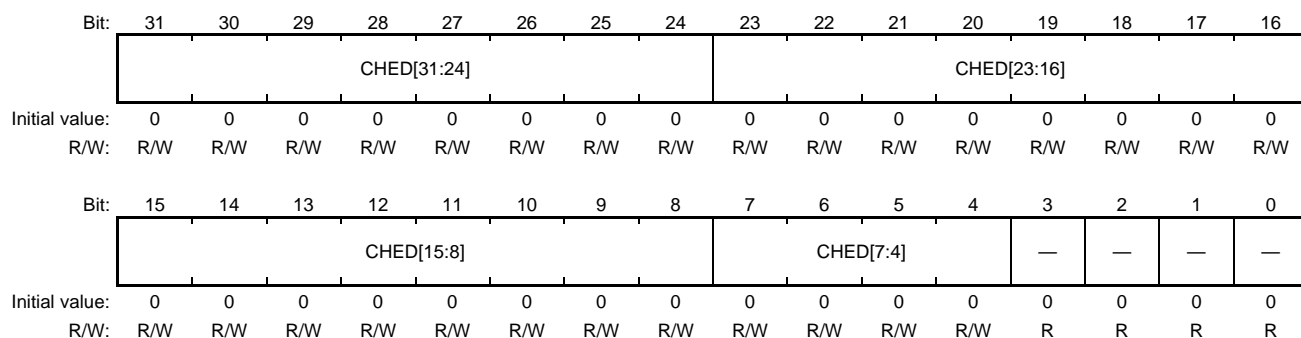 Bit: 31 30 29 28 27 26 25 24 23 22 21 20 19 18 17 16
CHED[31:24] CHED[23:16]
Initial value: 0 0 0 0 0 0 0 0 0 0 0 0 0 0 0 0
R/W: R/W R/W R/W R/W R/W R/W R/W R/W R/W R/W R/W R/W R/W R/W R/W R/W
Bit: 15 14 13 12 11 10 9 8 7 6 5 4 3 2 1 0
CHED[15:8] CHED[7:4] — — — —
Initial value: 0 0 0 0 0 0 0 0 0 0 0 0 0 0 0 0
R/W: R/W R/W R/W R/W R/W R/W R/W R/W R/W R/W R/W R/W R R R R